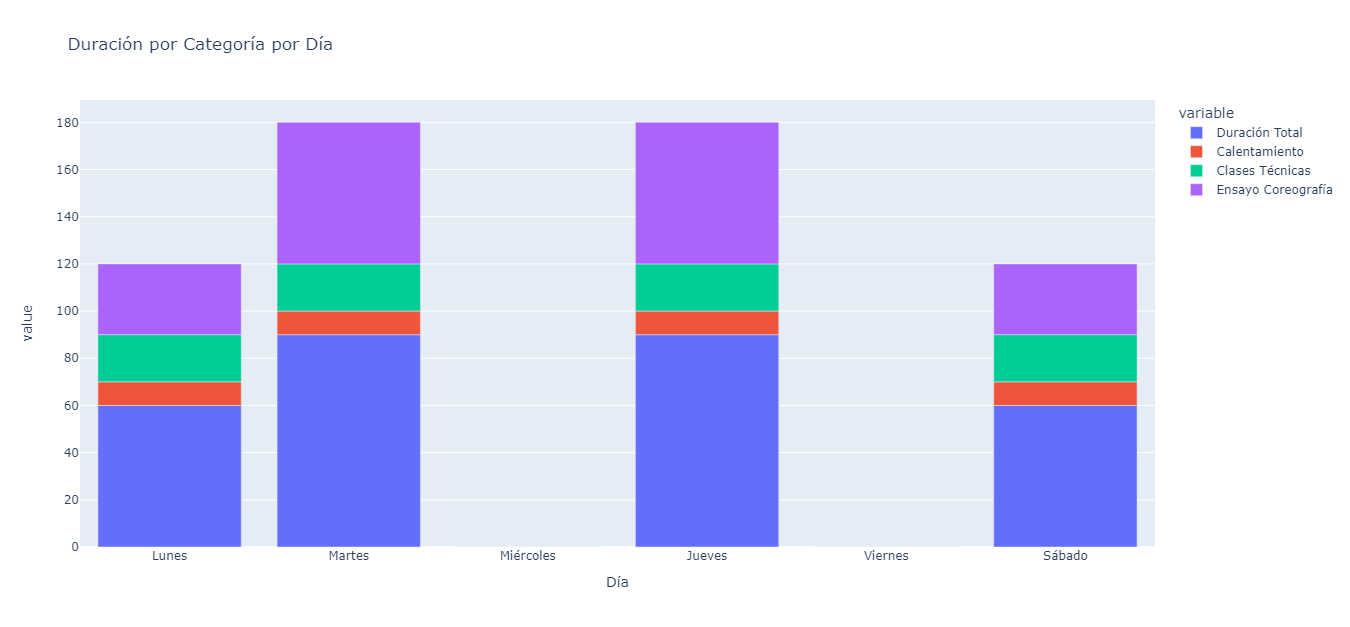 Duración por Categoría por Día
variable
Duración Total
Calentamiento
Clases Técnicas
Ensayo Coreografía
value
180
160
140
120
100
80
60
40
20
0
Lunes
Martes
Miércoles
Jueves
Viernes
Sábado
Día